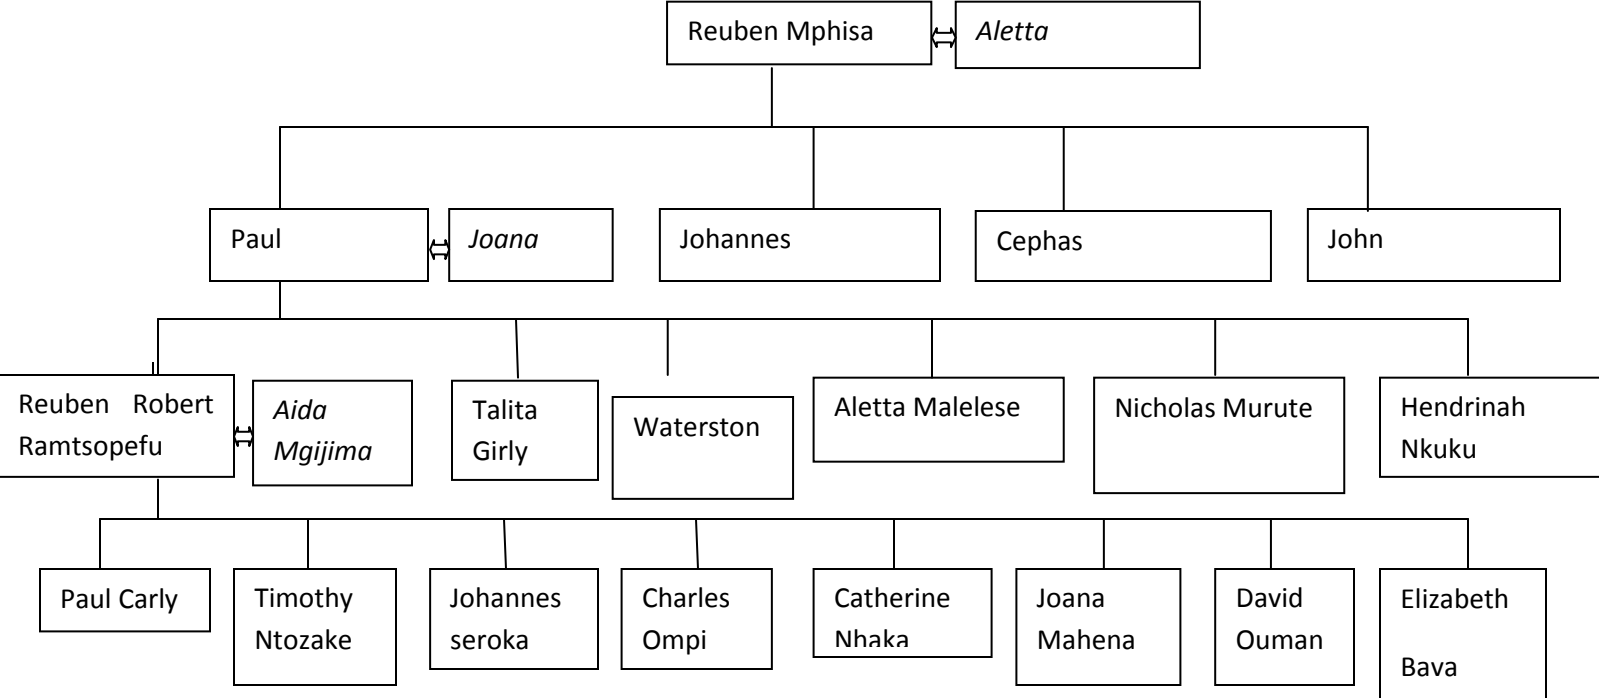 Reuben Mphisa
Aletta
Paul
Joana
Johannes
Cephas
John
Reuben Robert
Ramtsopefu
Aida
Mgijima
Talita
Girly
Waterston
Aletta Malelese
Nicholas Murute
Hendrinah
Nkuku
Paul Carly
Timothy
Ntozake
Johannes
seroka
Charles
Ompi
Catherine
Nhaka
Joana
Mahena
David
Ouman
Elizabeth
Bava